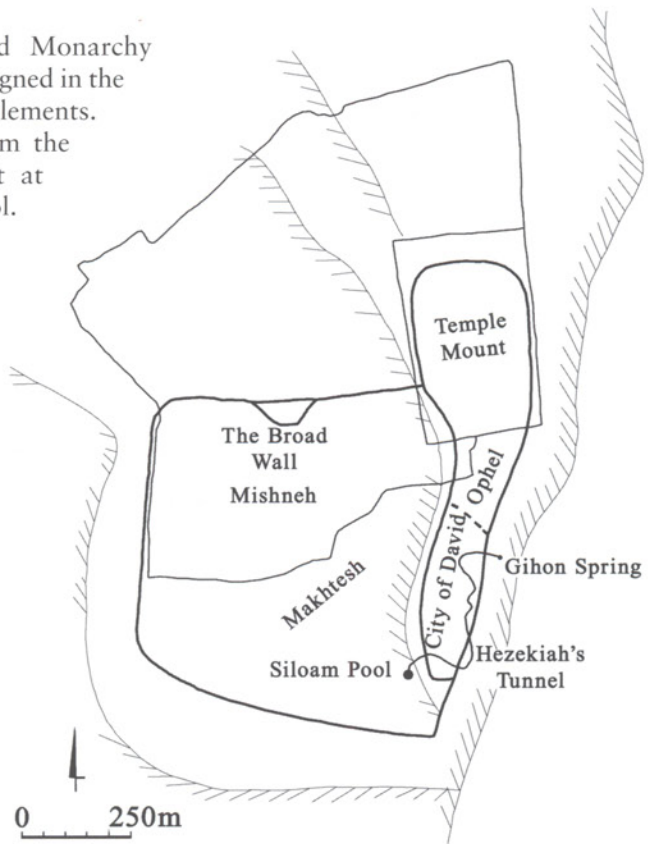 d Monarchy
gned in the
lements.
m the
t at
ol.
Temple
Mount
The Broad
Wall
Mishneh
City of David, Ophel
Makhtesh
Gihon Spring
Siloam Pool
Hezekiah's
Tunnel
0 250m